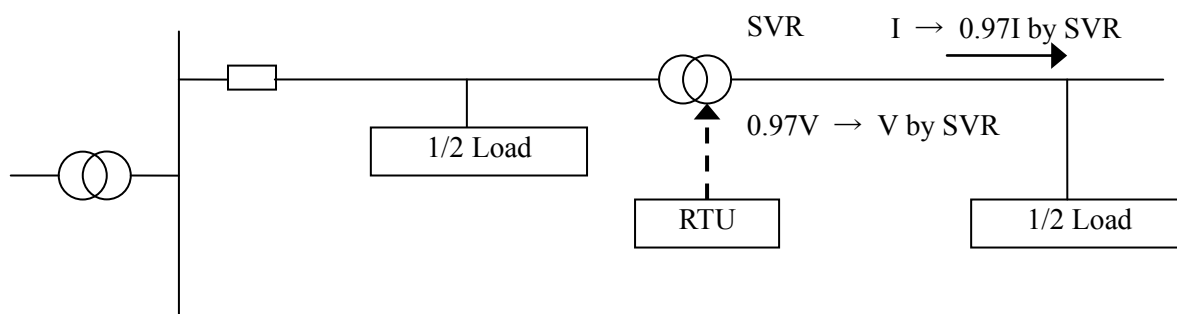 SVR
I → 0.97I by SVR
0.97V → V by SVR
1/2 Load
RTU
1/2 Load